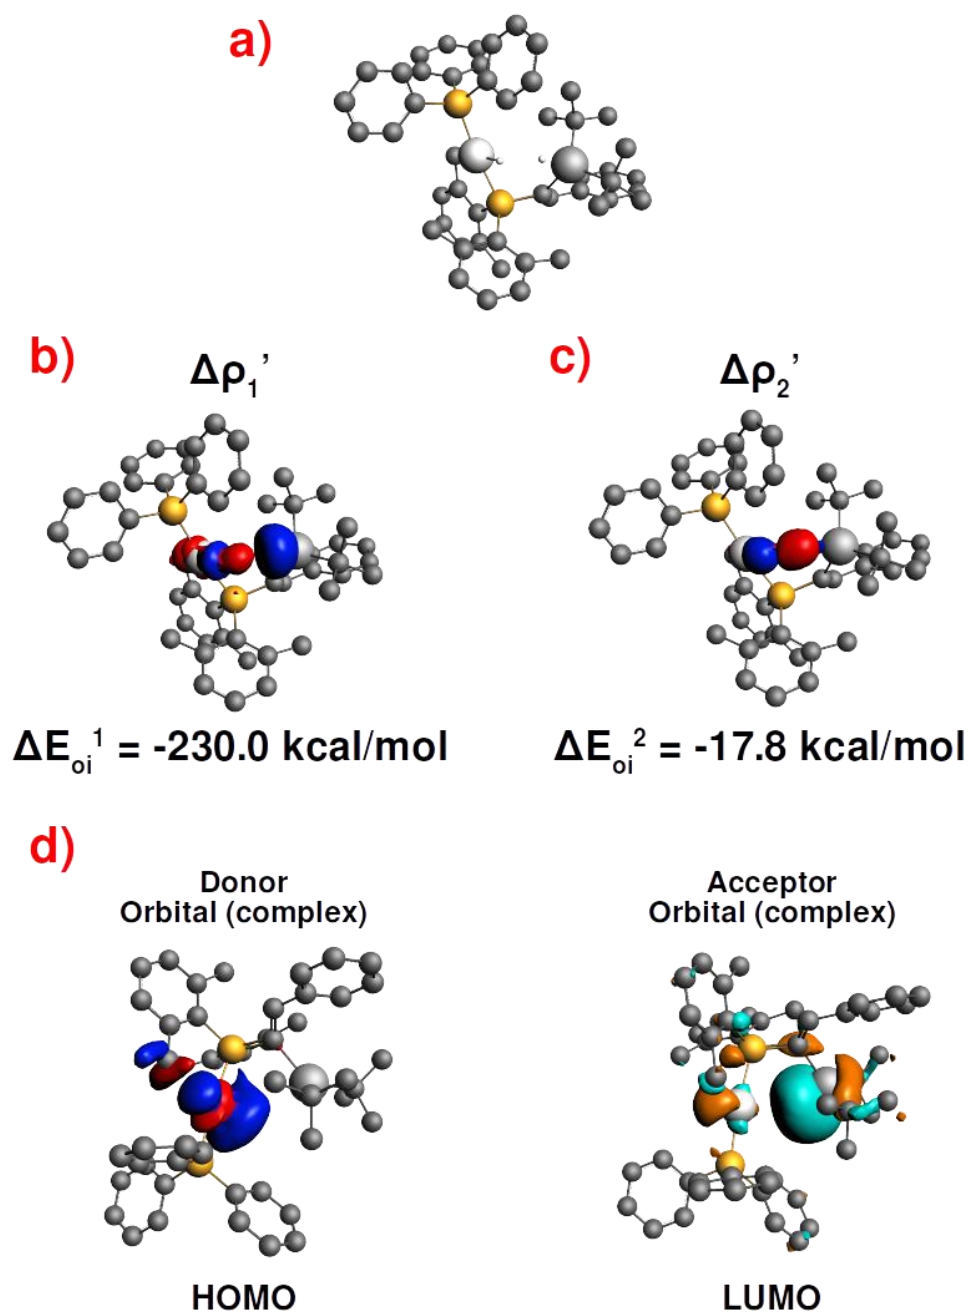 a)
b)
Δρ₁’
c)
Δρ₂’
ΔEₒᵢ¹ = -230.0 kcal/mol
ΔEₒᵢ² = -17.8 kcal/mol
d)
Donor
Orbital (complex)
Acceptor
Orbital (complex)
HOMO
LUMO